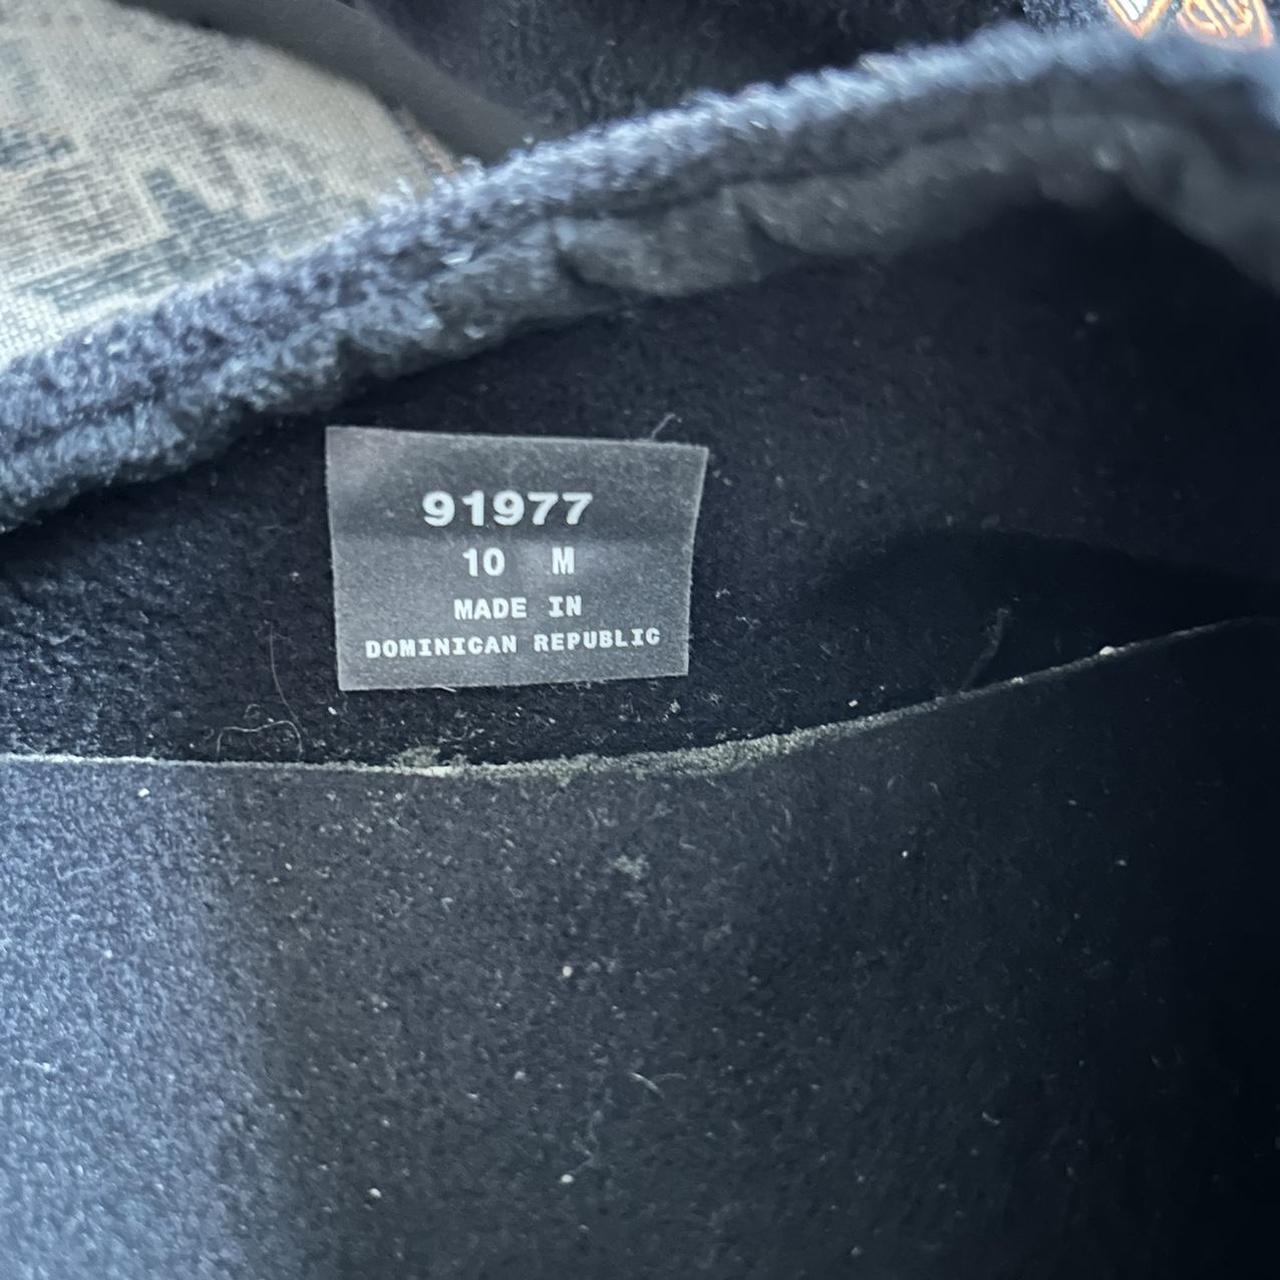 91977
10 M
MADE IN
DOMINICAN REPUBLIC